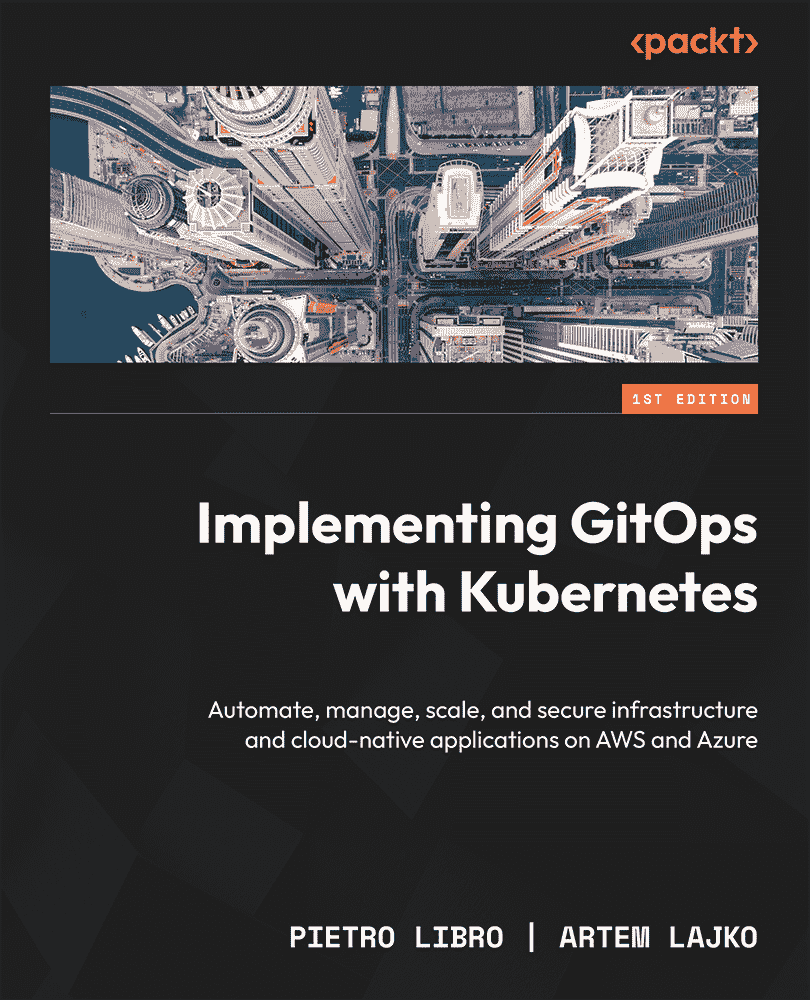 <packt>
1ST EDITION
Implementing GitOps
with Kubernetes
Automate, manage, scale, and secure infrastructure
and cloud-native applications on AWS and Azure
PIETRO LIBRO | ARTEM LAJKO